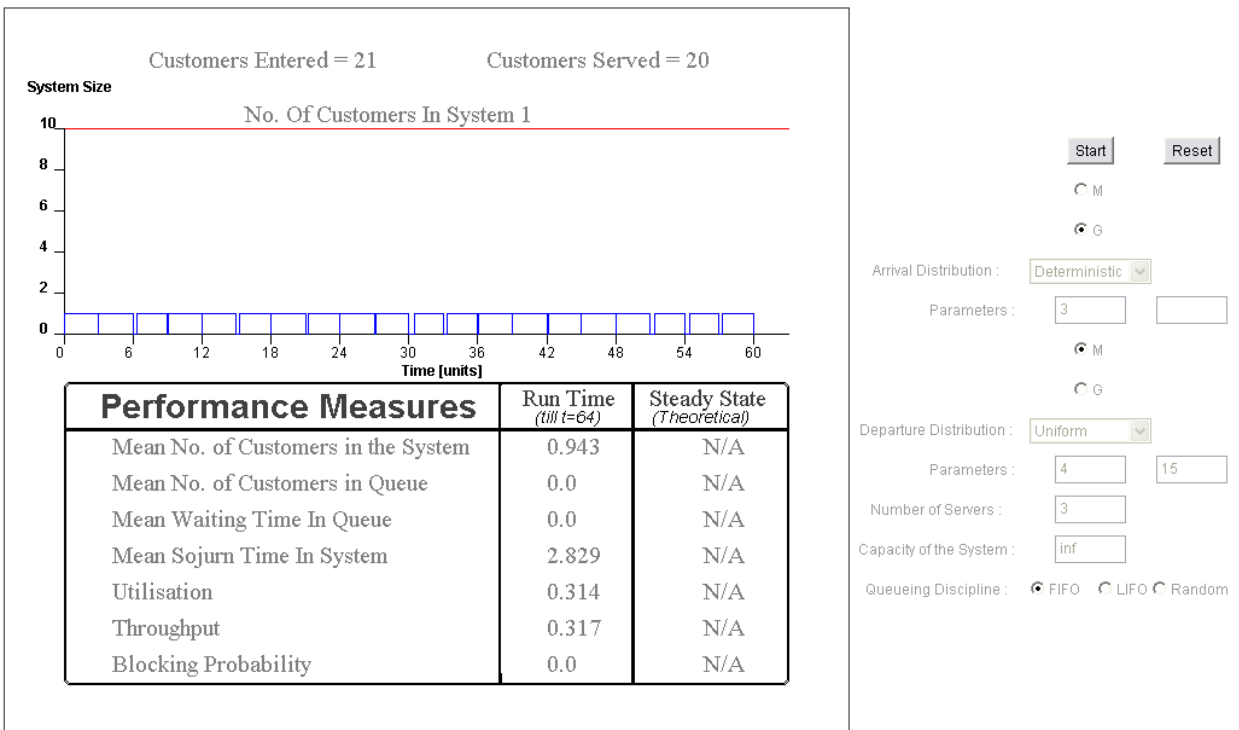 Customers Entered = 21 Customers Served = 20
System Size
No. Of Customers In System 1
10
8
6
4
2
0
0 6 12 18 24 30 36 42 48 54 60
Time [units]
Performance Measures Run Time (till t=64) Steady State (Theoretical)
Mean No. of Customers in the System 0.943 N/A
Mean No. of Customers in Queue 0.0 N/A
Mean Waiting Time In Queue 0.0 N/A
Mean Sojurn Time In System 2.829 N/A
Utilisation 0.314 N/A
Throughput 0.317 N/A
Blocking Probability 0.0 N/A
Start Reset
M
G
Arrival Distribution : Deterministic
Parameters : 3
M
G
Departure Distribution : Uniform
Parameters : 4 15
Number of Servers : 3
Capacity of the System : inf
Queueing Discipline : FIFO LIFO Random